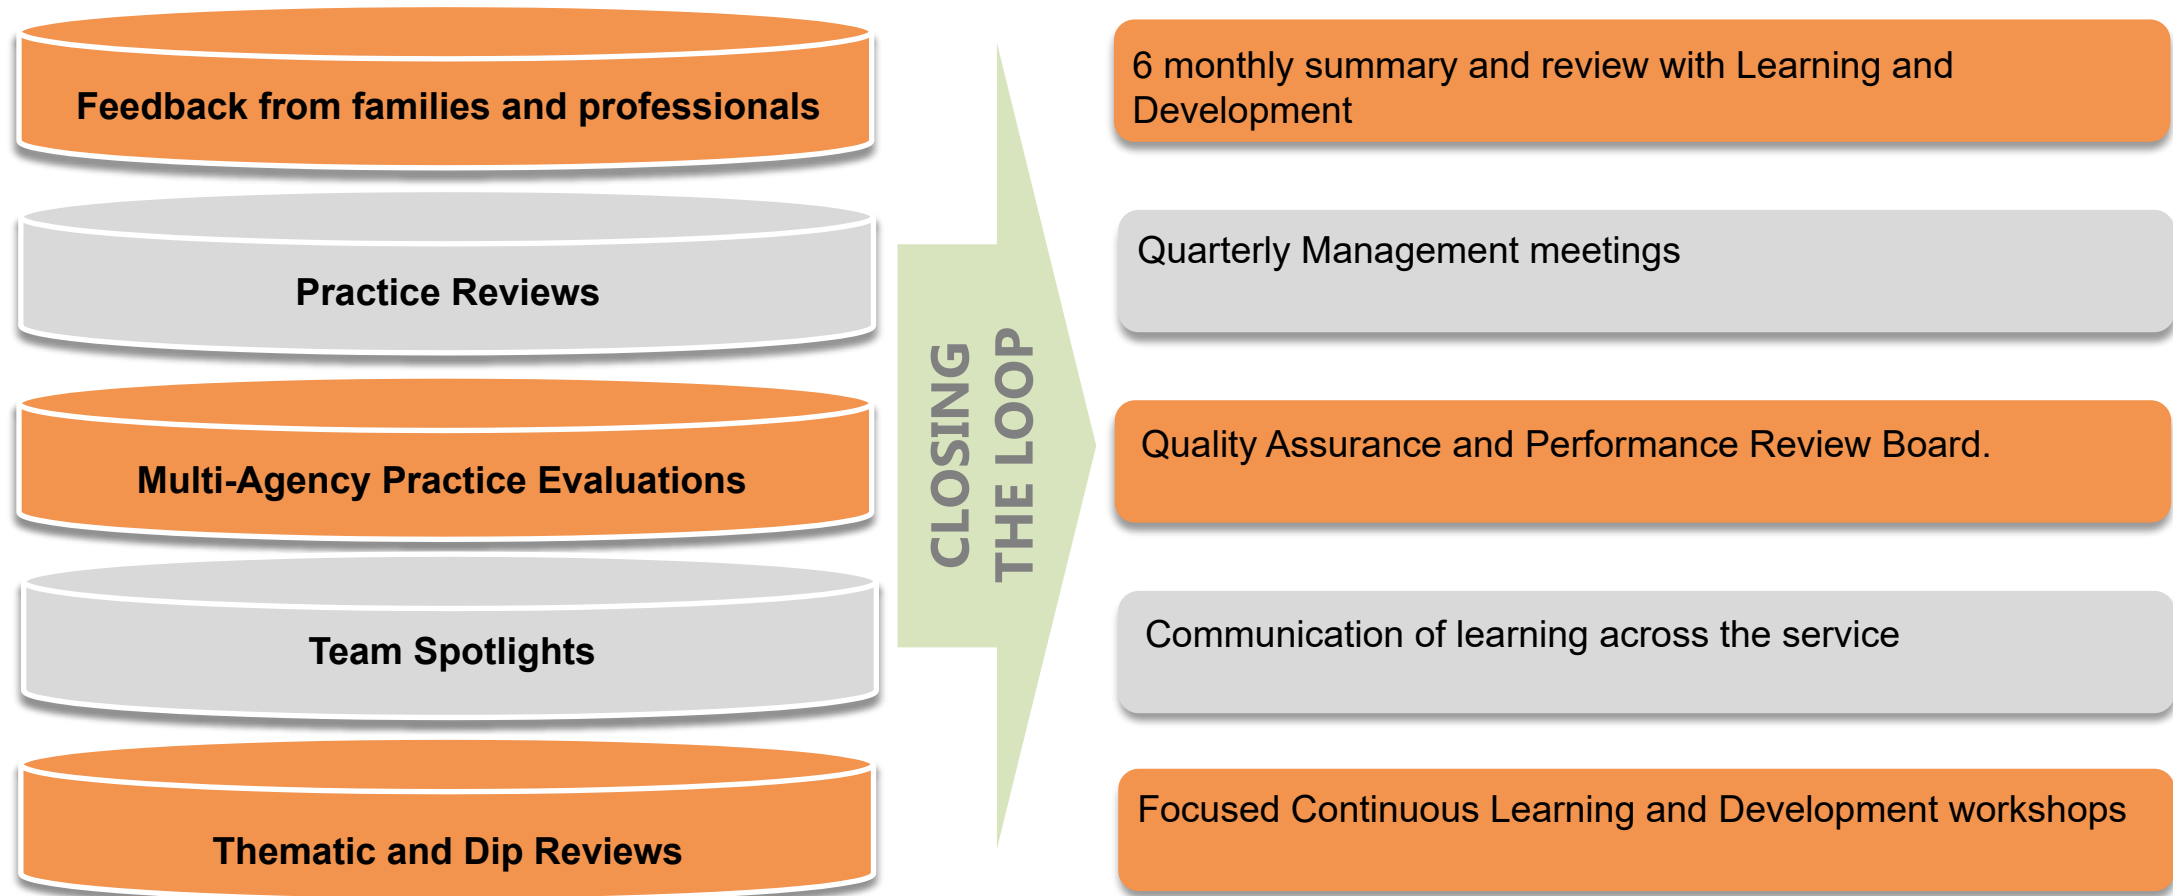 Feedback from families and professionals
Practice Reviews
Multi-Agency Practice Evaluations
Team Spotlights
Thematic and Dip Reviews
CLOSING
THE LOOP
6 monthly summary and review with Learning and
Development
Quarterly Management meetings
Quality Assurance and Performance Review Board.
Communication of learning across the service
Focused Continuous Learning and Development workshops